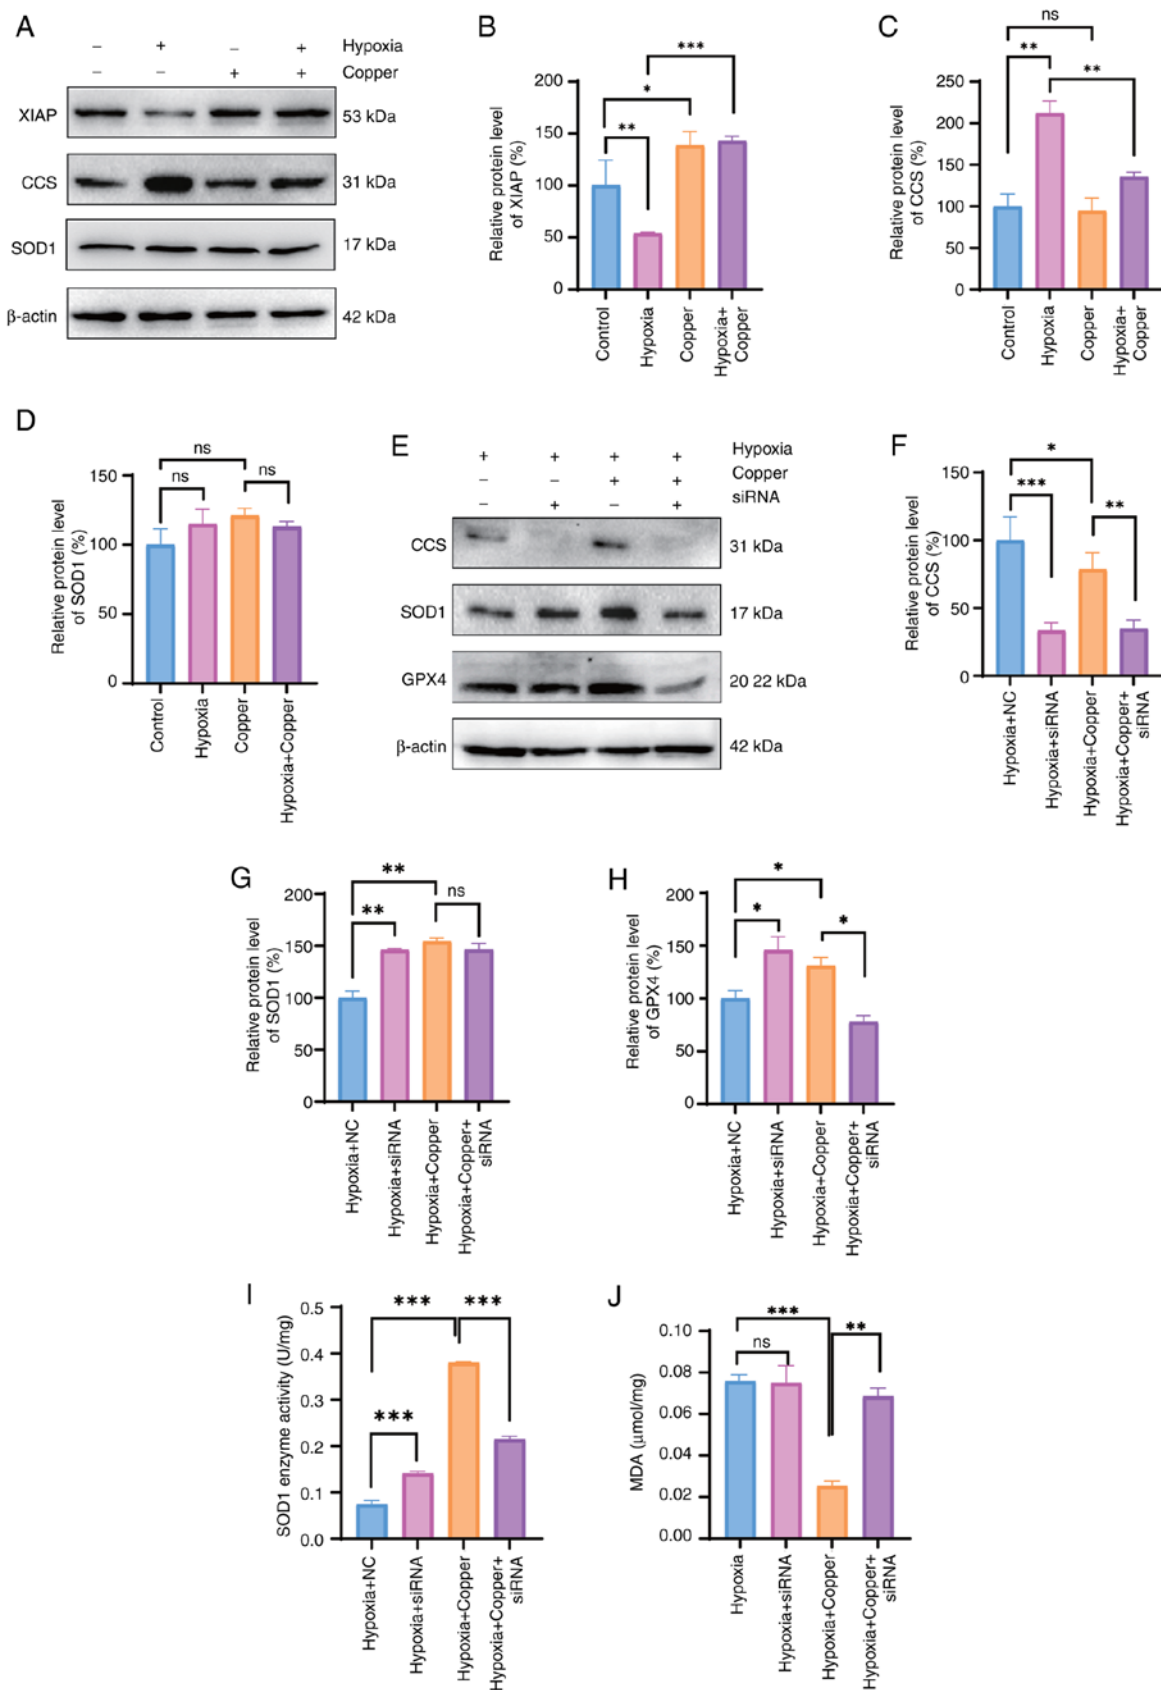 A
– + – + Hypoxia
– – + + Copper
XIAP 53 kDa
CCS 31 kDa
SOD1 17 kDa
β-actin 42 kDa
B
Relative protein level
of XIAP (%)
200
150
100
50
0
*
**
***
Control
Hypoxia
Copper
Hypoxia+
Copper
C
Relative protein level
of CCS (%)
250
200
150
100
50
0
ns
**
**
Control
Hypoxia
Copper
Hypoxia+
Copper
D
Relative protein level
of SOD1 (%)
150
100
50
0
ns
ns
ns
Control
Hypoxia
Copper
Hypoxia+Copper
E
+ + + + Hypoxia
– – + + Copper
– + – + siRNA
CCS 31 kDa
SOD1 17 kDa
GPX4 20 22 kDa
β-actin 42 kDa
F
Relative protein level
of CCS (%)
150
100
50
0
*
***
**
Hypoxia+NC
Hypoxia+siRNA
Hypoxia+Copper
Hypoxia+Copper+
siRNA
G
Relative protein level
of SOD1 (%)
200
150
100
50
0
**
**
ns
Hypoxia+NC
Hypoxia+siRNA
Hypoxia+Copper
Hypoxia+Copper+
siRNA
H
Relative protein level
of GPX4 (%)
200
150
100
50
0
*
*
*
Hypoxia+NC
Hypoxia+siRNA
Hypoxia+Copper
Hypoxia+Copper+
siRNA
I
SOD1 enzyme activity (U/mg)
0.5
0.4
0.3
0.2
0.1
0.0
***
***
***
Hypoxia+NC
Hypoxia+siRNA
Hypoxia+Copper
Hypoxia+Copper+
siRNA
J
MDA (μmol/mg)
0.10
0.08
0.06
0.04
0.02
0.00
***
ns
**
Hypoxia
Hypoxia+siRNA
Hypoxia+Copper
Hypoxia+Copper+
siRNA